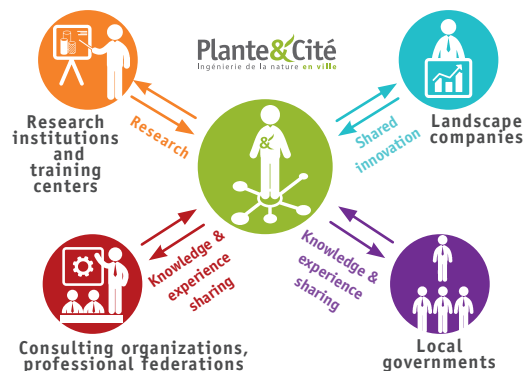 Plante&Cité
Ingénierie de la nature en ville
Research
institutions
and
training
centers
Research
Shared
innovation
Landscape
companies
&
Knowledge &
experience
sharing
Knowledge &
experience
sharing
Consulting organizations,
professional federations
Local
governments